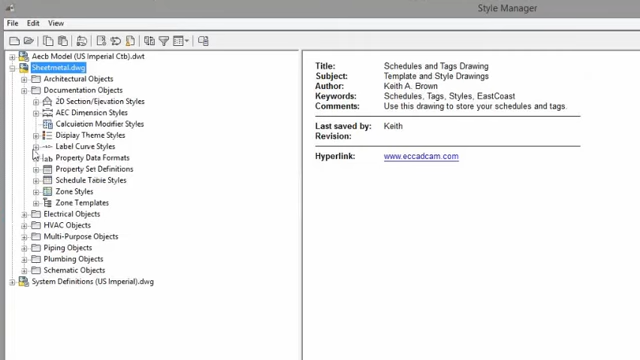 Style Manager
File Edit View
Aecb Model (US Imperial Ctb).dwt
Sheetmetal.dwg
Architectural Objects
Documentation Objects
2D Section/Elevation Styles
AEC Dimension Styles
Calculation Modifier Styles
Display Theme Styles
Label Curve Styles
Property Data Formats
Property Set Definitions
Schedule Table Styles
Zone Styles
Zone Templates
Electrical Objects
HVAC Objects
Multi-Purpose Objects
Piping Objects
Plumbing Objects
Schematic Objects
System Definitions (US Imperial).dwg
Title: Schedules and Tags Drawing
Subject: Template and Style Drawings
Author: Keith A. Brown
Keywords: Schedules, Tags, Styles, EastCoast
Comments: Use this drawing to store your schedules and tags.
Last saved by: Keith
Revision:
Hyperlink: www.eccadcam.com